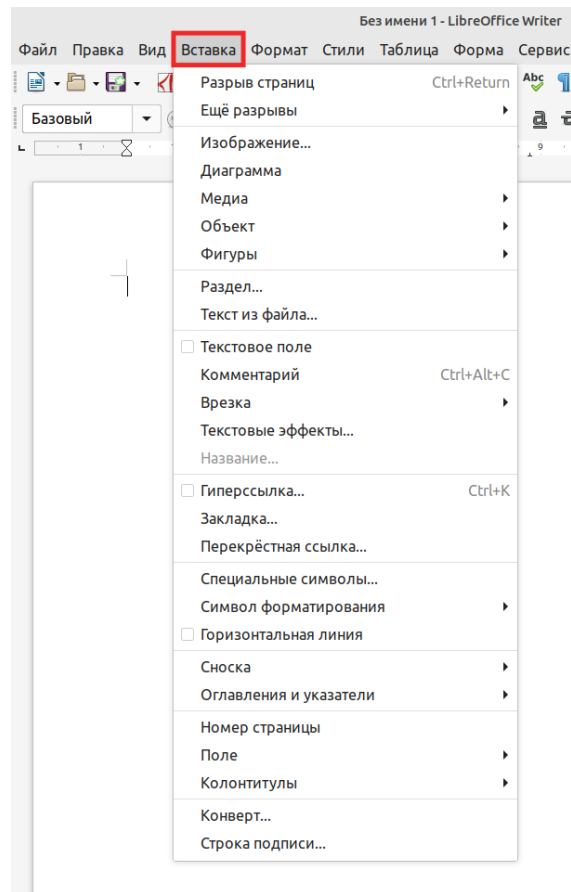 Без имени 1 - LibreOffice Writer
Файл Правка Вид Вставка Формат Стили Таблица Форма Сервис
Разрыв страниц Ctrl+Return Abc
Базовый Ещё разрывы a
1 9
Изображение...
Диаграмма
Медиа
Объект
Фигуры
Раздел...
Текст из файла...
Текстовое поле
Комментарий Ctrl+Alt+C
Врезка
Текстовые эффекты...
Название...
Гиперссылка... Ctrl+K
Закладка...
Перекрёстная ссылка...
Специальные символы...
Символ форматирования
Горизонтальная линия
Сноска
Оглавления и указатели
Номер страницы
Поле
Колонтитулы
Конверт...
Строка подписи...